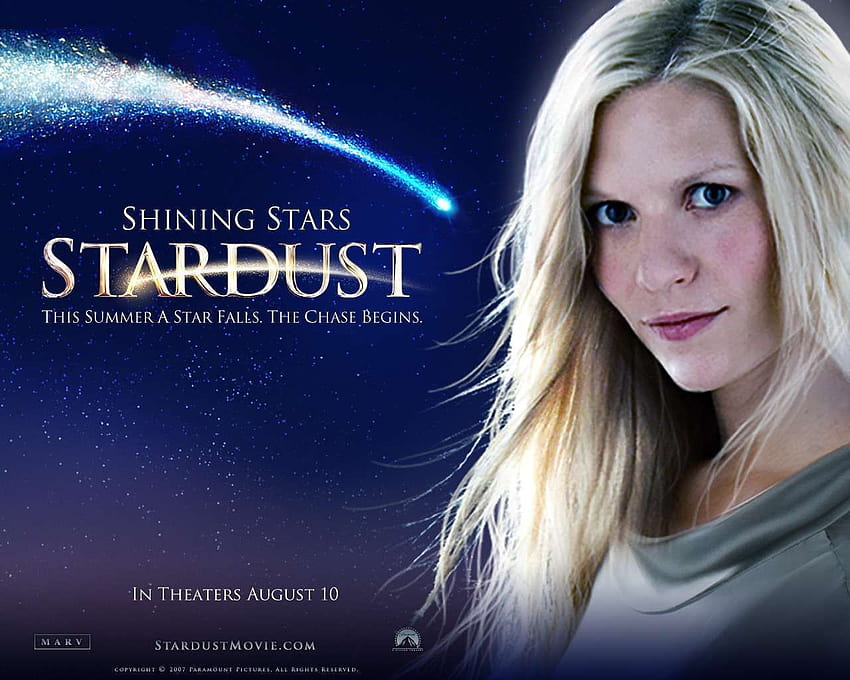 SHINING STARS
STARDUST
THIS SUMMER A STAR FALLS. THE CHASE BEGINS.
IN THEATERS AUGUST 10
MARV
STARDUSTMOVIE.COM
COPYRIGHT © 2007 PARAMOUNT PICTURES, ALL RIGHTS RESERVED.